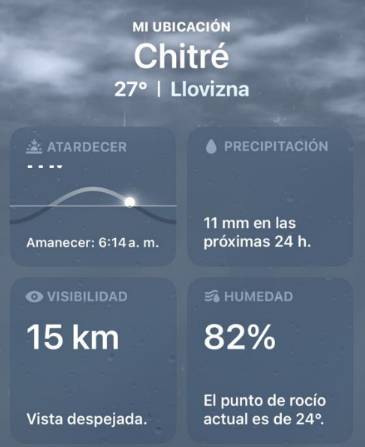 MI UBICACIÓN
Chitré
27° | Llovizna
ATARDECER
Amanecer: 6:14 a. m.
PRECIPITACIÓN
11 mm en las
próximas 24 h.
VISIBILIDAD
15 km
Vista despejada.
HUMEDAD
82%
El punto de rocío
actual es de 24°.